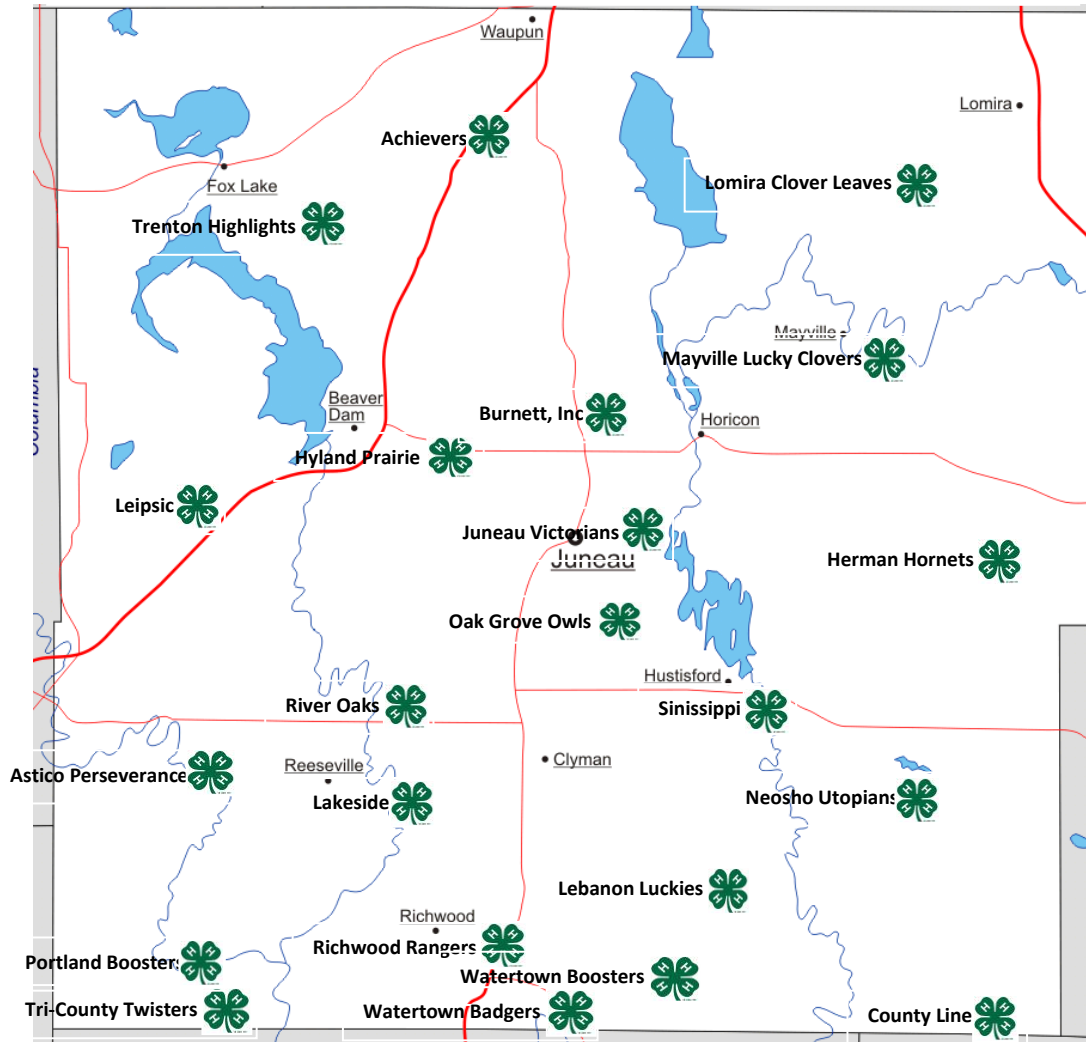 Waupun
Lomira
Achievers
Fox Lake
Lomira Clover Leaves
Trenton Highlights
Mayville
Mayville Lucky Clovers
Columbia
Beaver
Dam
Burnett, Inc
Horicon
Hyland Prairie
Leipsic
Juneau Victorians
Juneau
Herman Hornets
Oak Grove Owls
Hustisford
River Oaks
Sinissippi
Clyman
Astico Perseverance
Reeseville
Lakeside
Neosho Utopians
Lebanon Luckies
Richwood
Richwood Rangers
Portland Boosters
Watertown Boosters
Tri-County Twisters
Watertown Badgers
County Line